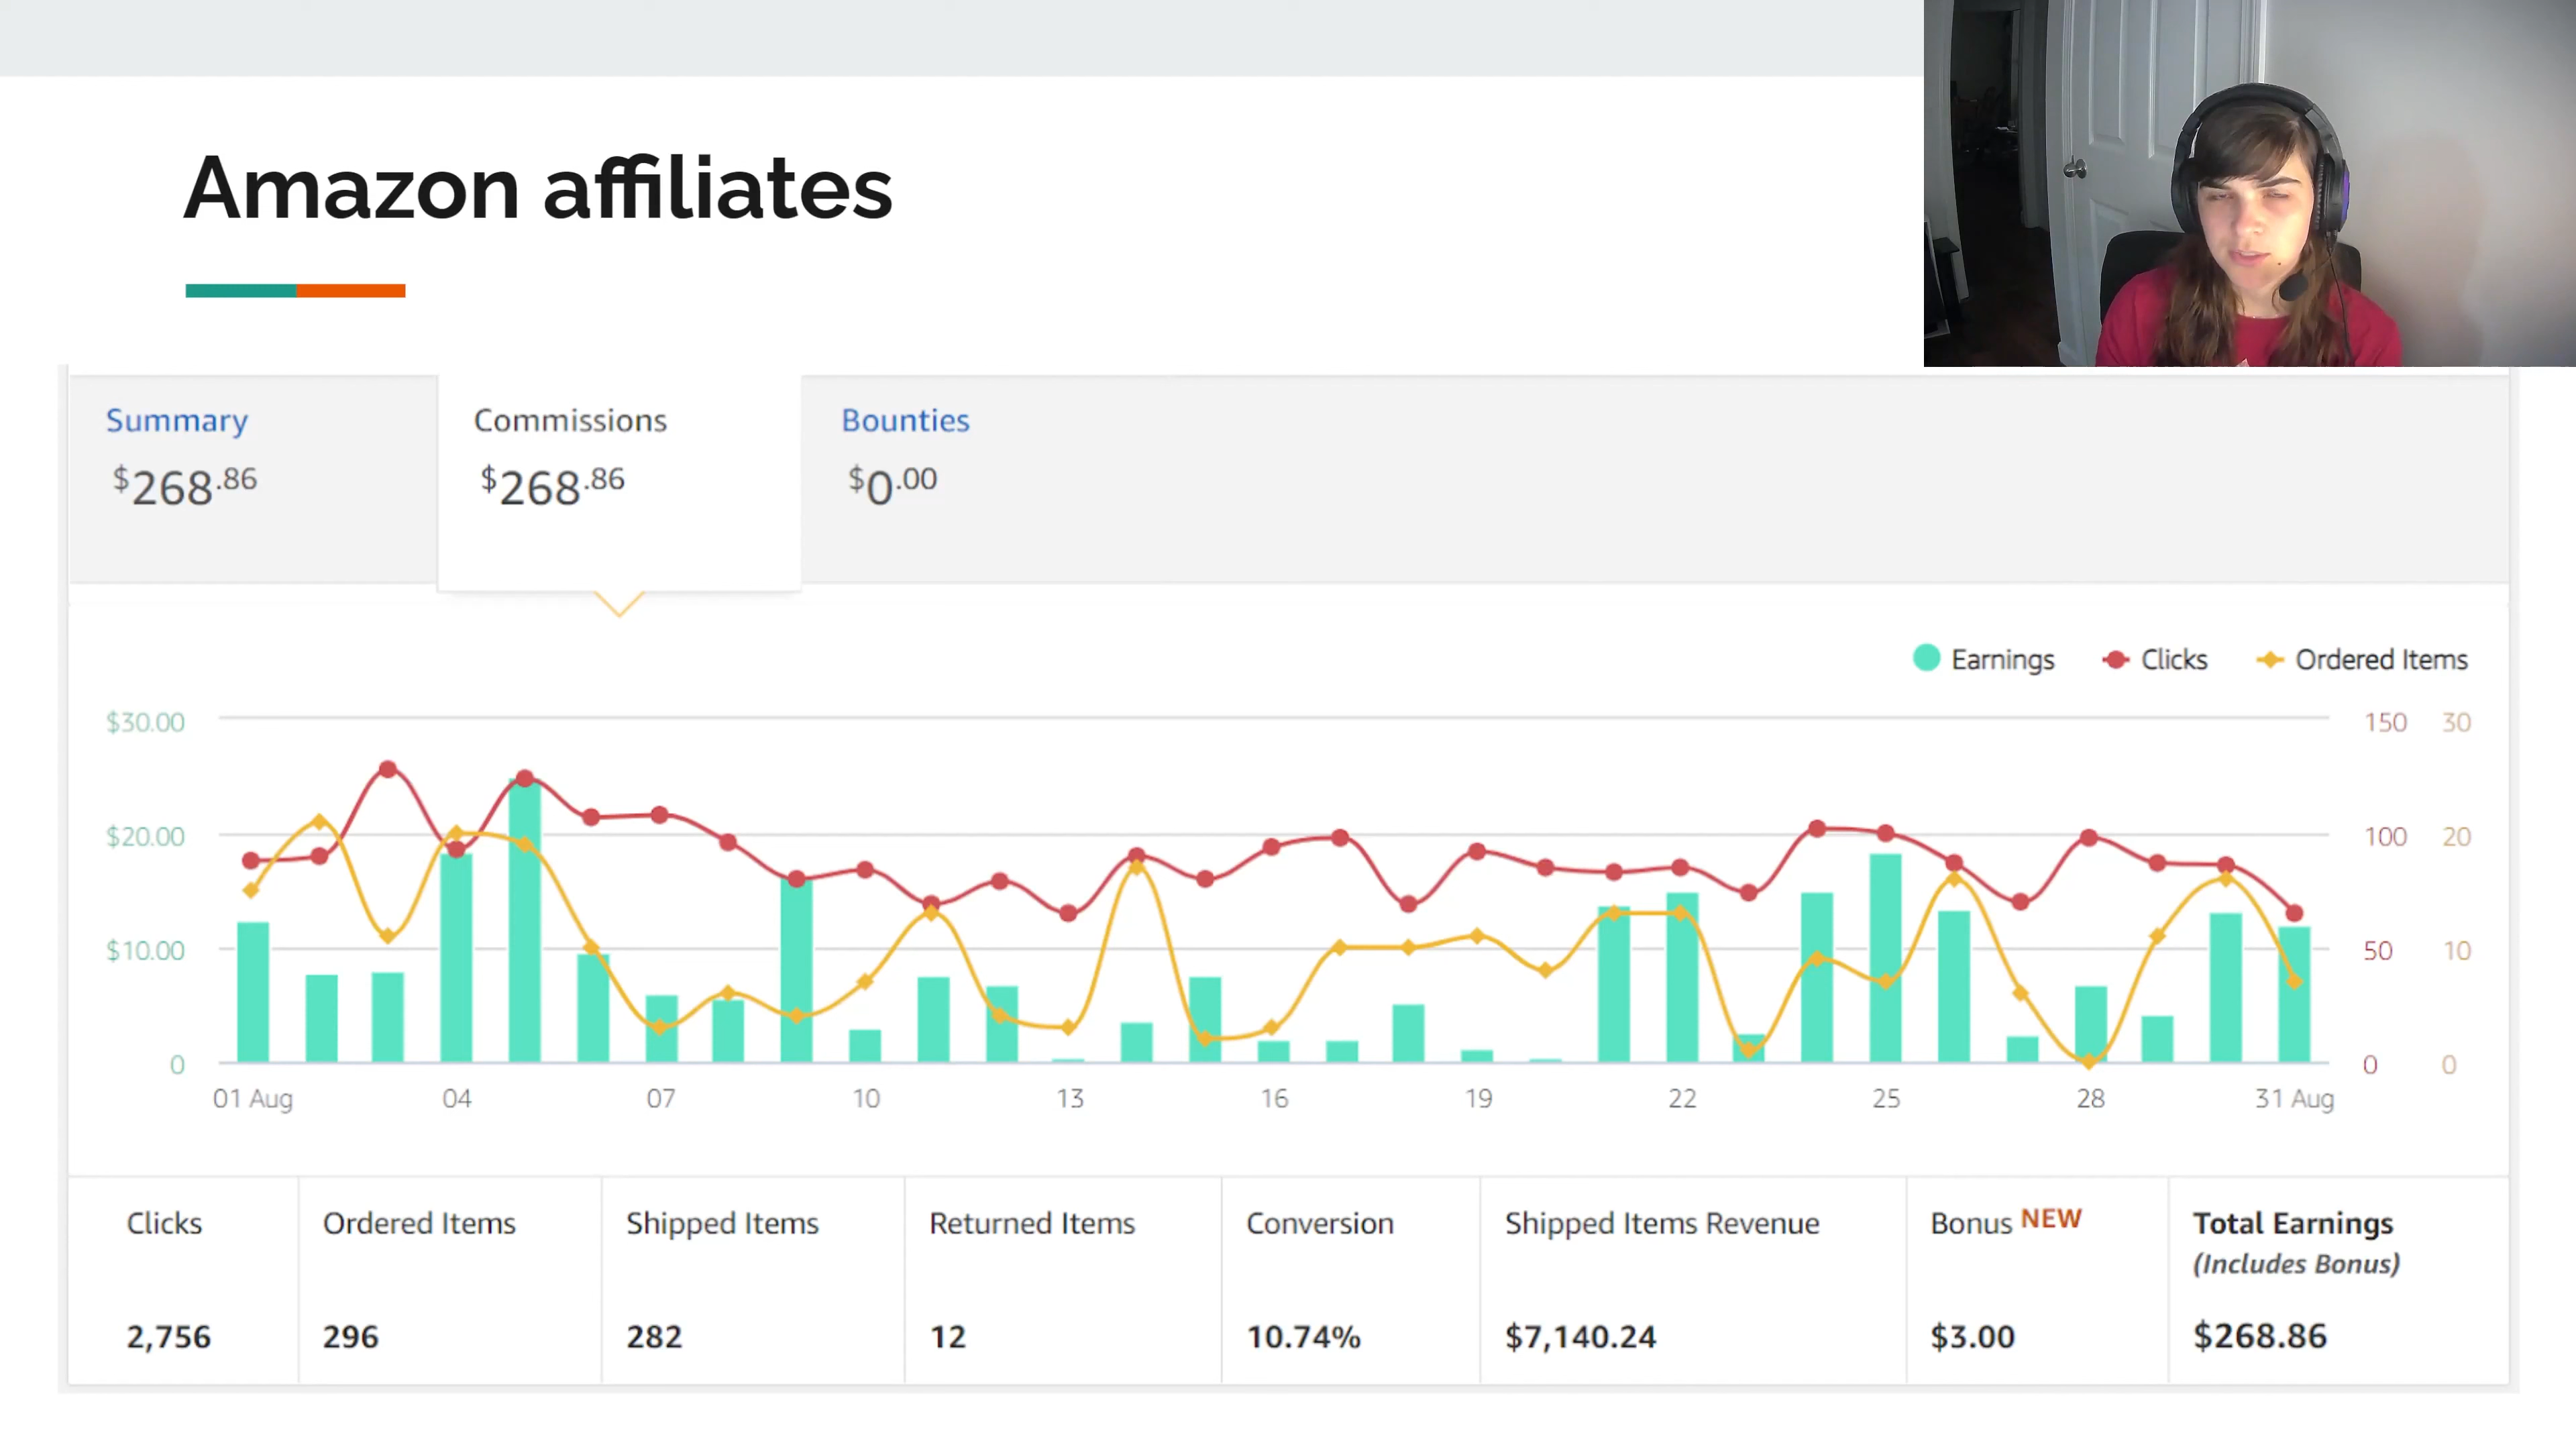 Amazon affiliates
Summary Commissions Bounties
$268.86 $268.86 $0.00
Earnings Clicks Ordered Items
$30.00 150 30
$20.00 100 20
$10.00 50 10
0 0 0
01 Aug 04 07 10 13 16 19 22 25 28 31 Aug
Clicks Ordered Items Shipped Items Returned Items Conversion Shipped Items Revenue Bonus NEW Total Earnings
(Includes Bonus)
2,756 296 282 12 10.74% $7,140.24 $3.00 $268.86